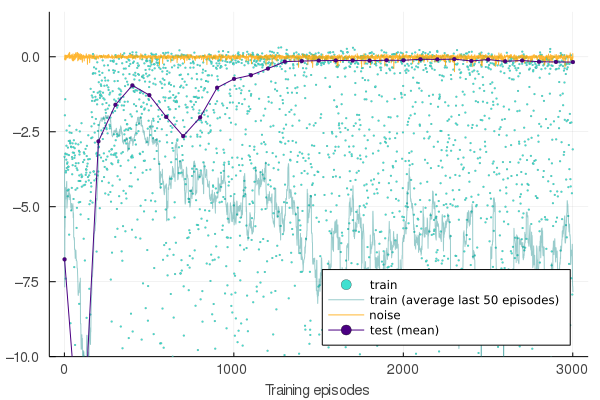 0.0
−2.5
−5.0
−7.5
−10.0
0
1000
2000
3000
Training episodes
train
train (average last 50 episodes)
noise
test (mean)